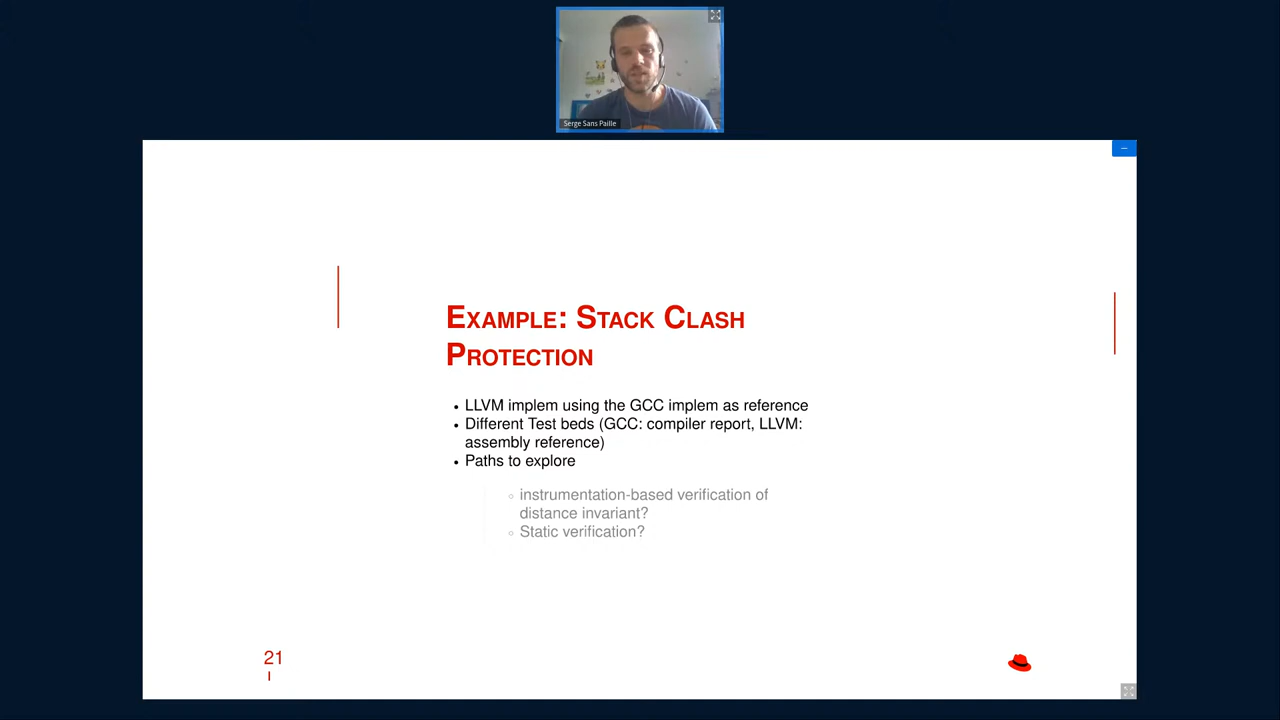 Serge Sans Paille
EXAMPLE: STACK CLASH
PROTECTION
• LLVM implem using the GCC implem as reference
• Different Test beds (GCC: compiler report, LLVM:
assembly reference)
• Paths to explore
◦ instrumentation-based verification of
distance invariant?
◦ Static verification?
21